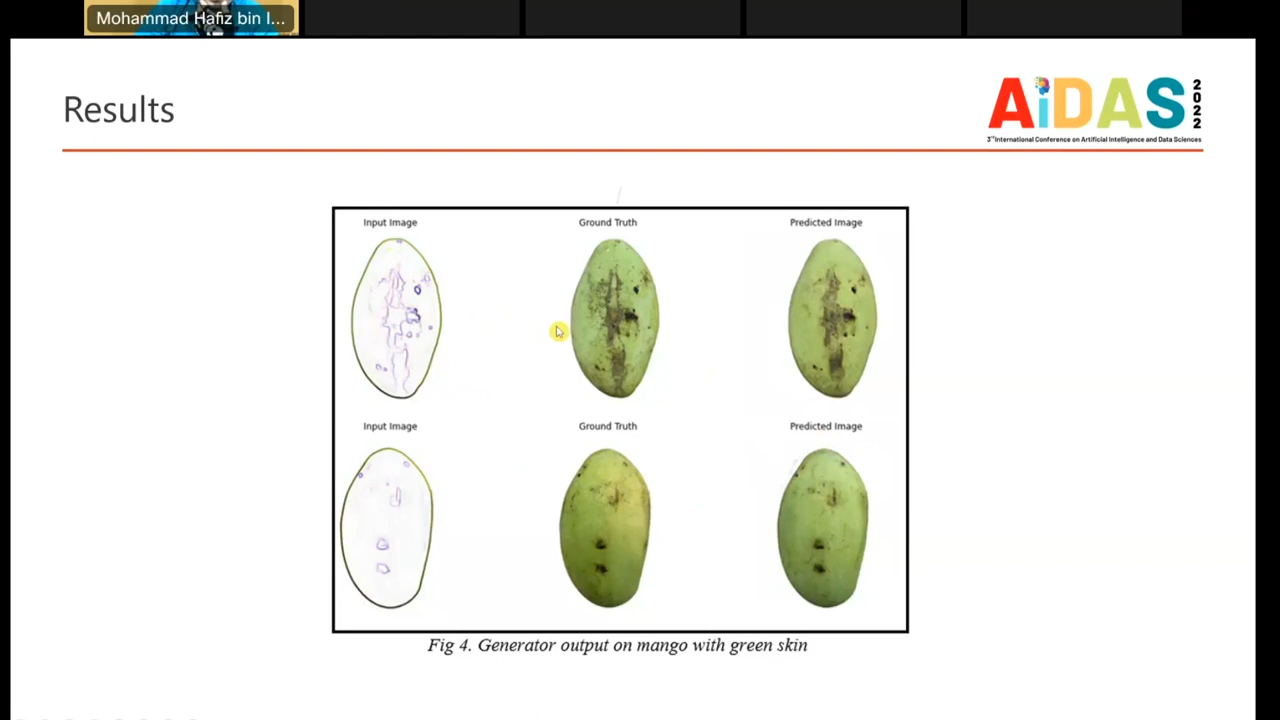 Mohammad Hafiz bin I...
Results
AiDAS 2022
3rd International Conference on Artificial Intelligence and Data Sciences
Input Image Ground Truth Predicted Image
Input Image Ground Truth Predicted Image
Fig 4. Generator output on mango with green skin